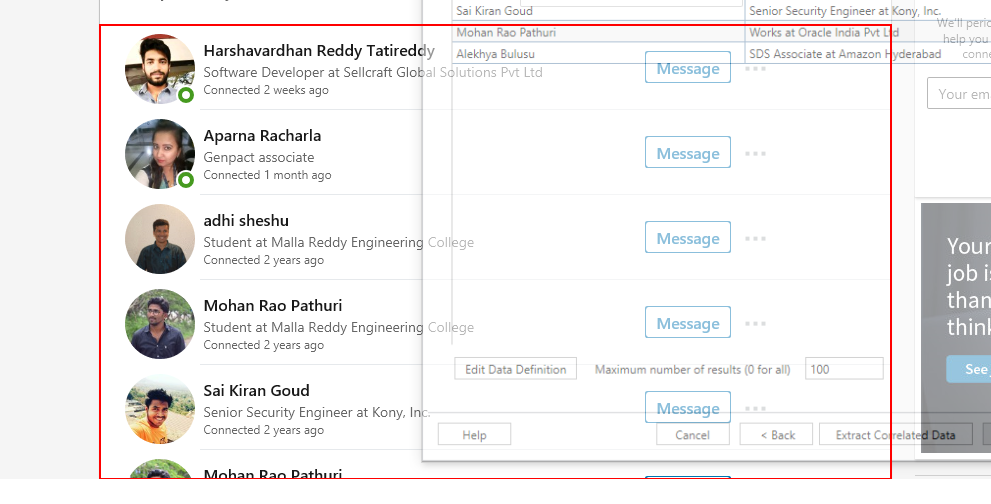 Sai Kiran Goud Senior Security Engineer at Kony, Inc.
Mohan Rao Pathuri Works at Oracle India Pvt Ltd
Alekhya Bulusu SDS Associate at Amazon Hyderabad
We'll perio
help you
conne
Your em
Harshavardhan Reddy Tatireddy
Software Developer at Sellcraft Global Solutions Pvt Ltd
Connected 2 weeks ago
Message
Aparna Racharla
Genpact associate
Connected 1 month ago
Message
adhi sheshu
Student at Malla Reddy Engineering College
Connected 2 years ago
Message
Mohan Rao Pathuri
Student at Malla Reddy Engineering College
Connected 2 years ago
Message
Your
job is
than
think
See
Edit Data Definition Maximum number of results (0 for all) 100
Sai Kiran Goud
Senior Security Engineer at Kony, Inc.
Connected 2 years ago
Message
Help Cancel < Back Extract Correlated Data
Mohan Rao Pathuri